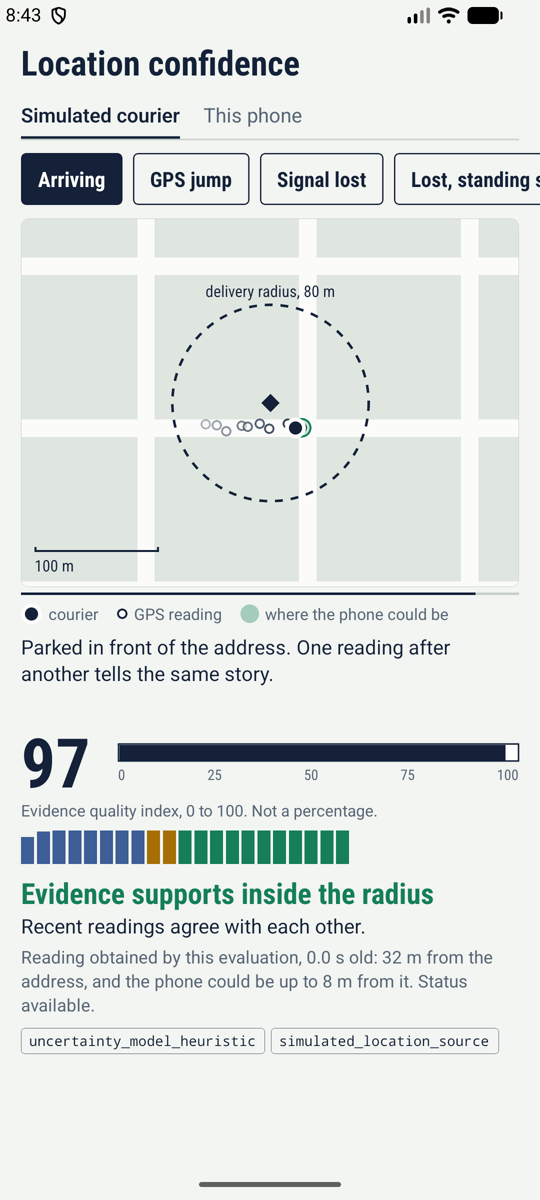 8:43
Location confidence
Simulated courier
This phone
Arriving
GPS jump
Signal lost
Lost, standing s
delivery radius, 80 m
100 m
courier
GPS reading
where the phone could be
Parked in front of the address. One reading after
another tells the same story.
97
0
25
50
75
100
Evidence quality index, 0 to 100. Not a percentage.
Evidence supports inside the radius
Recent readings agree with each other.
Reading obtained by this evaluation, 0.0 s old: 32 m from the
address, and the phone could be up to 8 m from it. Status
available.
uncertainty_model_heuristic
simulated_location_source